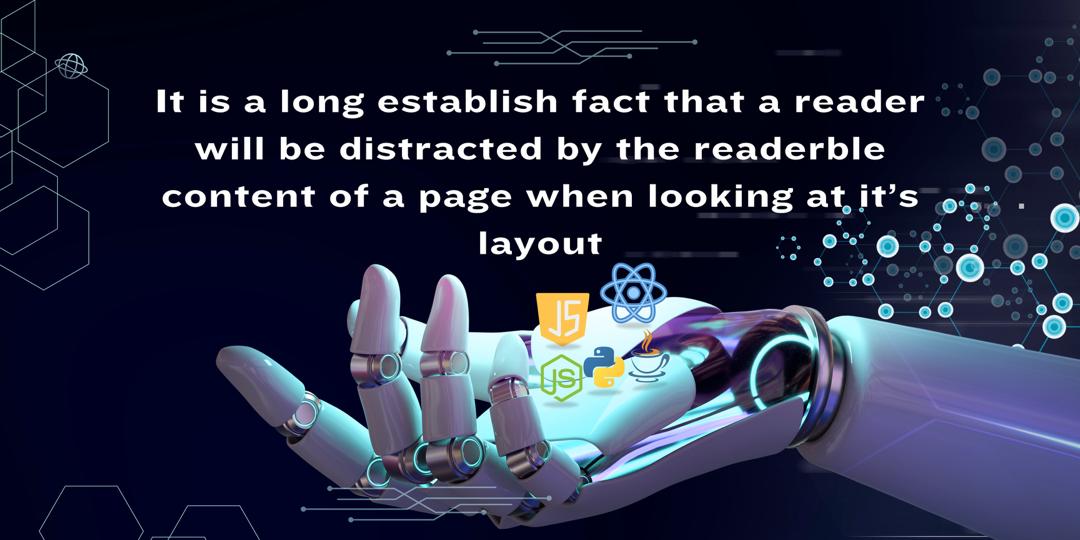 It is a long establish fact that a reader
will be distracted by the readerble
content of a page when looking at it’s
layout
JS
JS